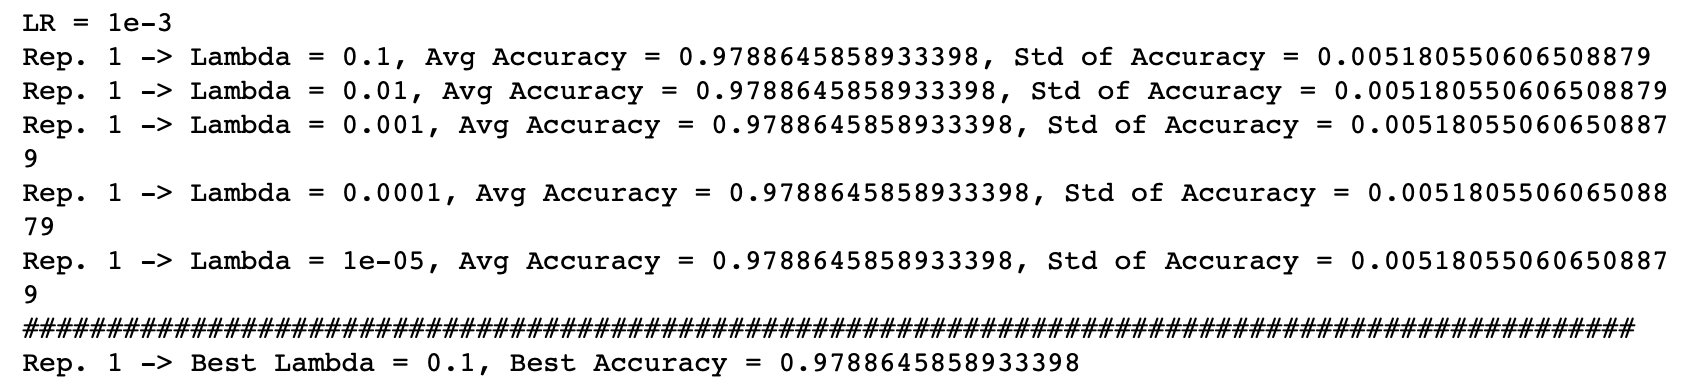 LR = 1e-3
Rep. 1 -> Lambda = 0.1, Avg Accuracy = 0.9788645858933398, Std of Accuracy = 0.005180550606508879
Rep. 1 -> Lambda = 0.01, Avg Accuracy = 0.9788645858933398, Std of Accuracy = 0.005180550606508879
Rep. 1 -> Lambda = 0.001, Avg Accuracy = 0.9788645858933398, Std of Accuracy = 0.00518055060650887
9
Rep. 1 -> Lambda = 0.0001, Avg Accuracy = 0.9788645858933398, Std of Accuracy = 0.0051805506065088
79
Rep. 1 -> Lambda = 1e-05, Avg Accuracy = 0.9788645858933398, Std of Accuracy = 0.00518055060650887
9
################################################################################################
Rep. 1 -> Best Lambda = 0.1, Best Accuracy = 0.9788645858933398